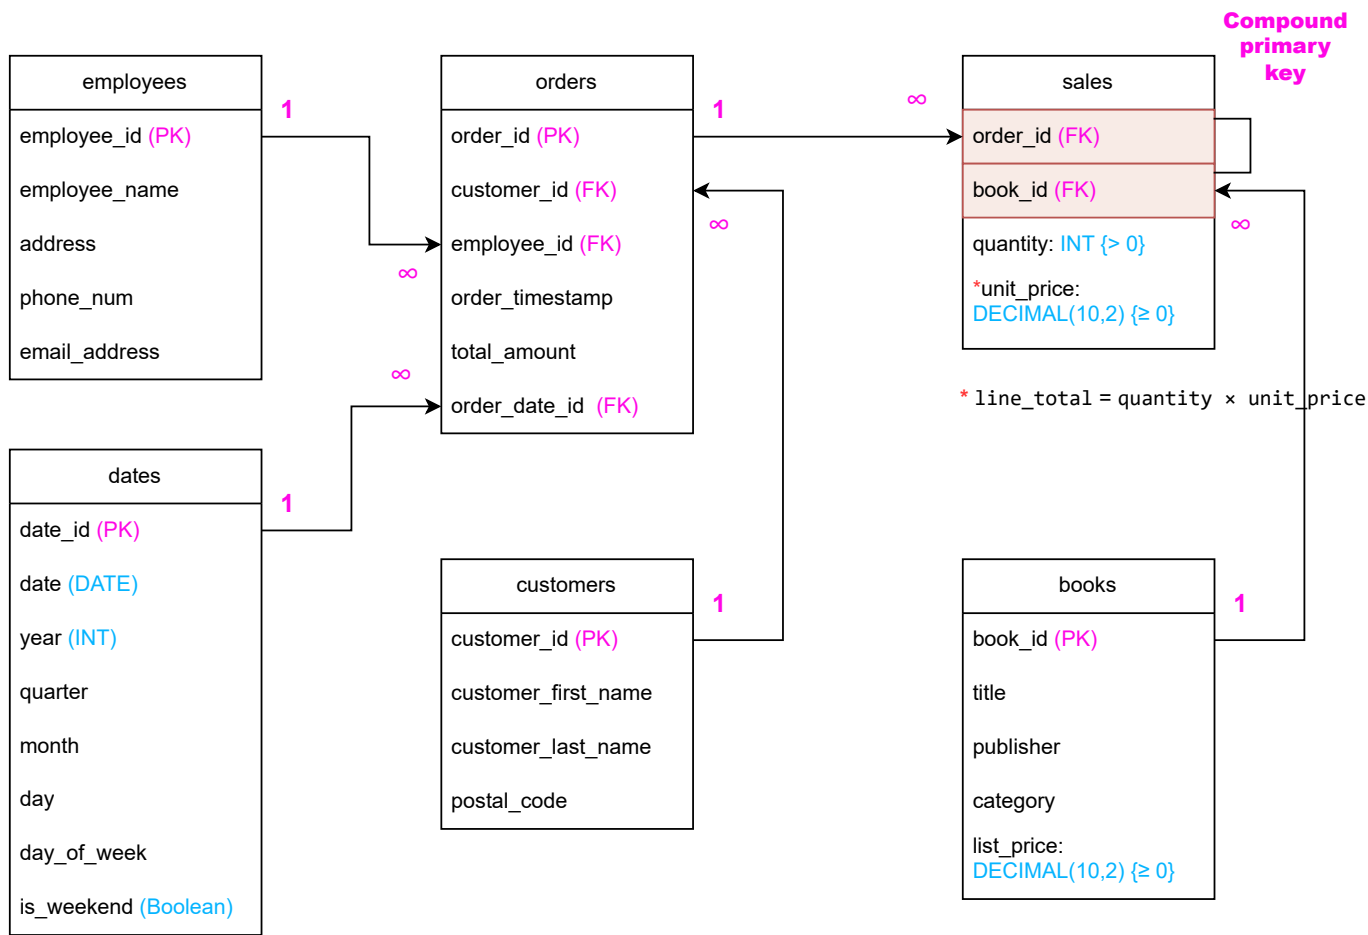 employees
1
employee_id (PK)
employee_name
address
phone_num
email_address
∞
orders
1
order_id (PK)
customer_id (FK)
∞
employee_id (FK)
order_timestamp
total_amount
∞
order_date_id (FK)
Compound
primary
key
sales
∞
order_id (FK)
book_id (FK)
∞
quantity: INT {> 0}
*unit_price:
DECIMAL(10,2) {≥ 0}
* line_total = quantity × unit_price
dates
1
date_id (PK)
date (DATE)
year (INT)
quarter
month
day
day_of_week
is_weekend (Boolean)
customers
1
customer_id (PK)
customer_first_name
customer_last_name
postal_code
books
1
book_id (PK)
title
publisher
category
list_price:
DECIMAL(10,2) {≥ 0}